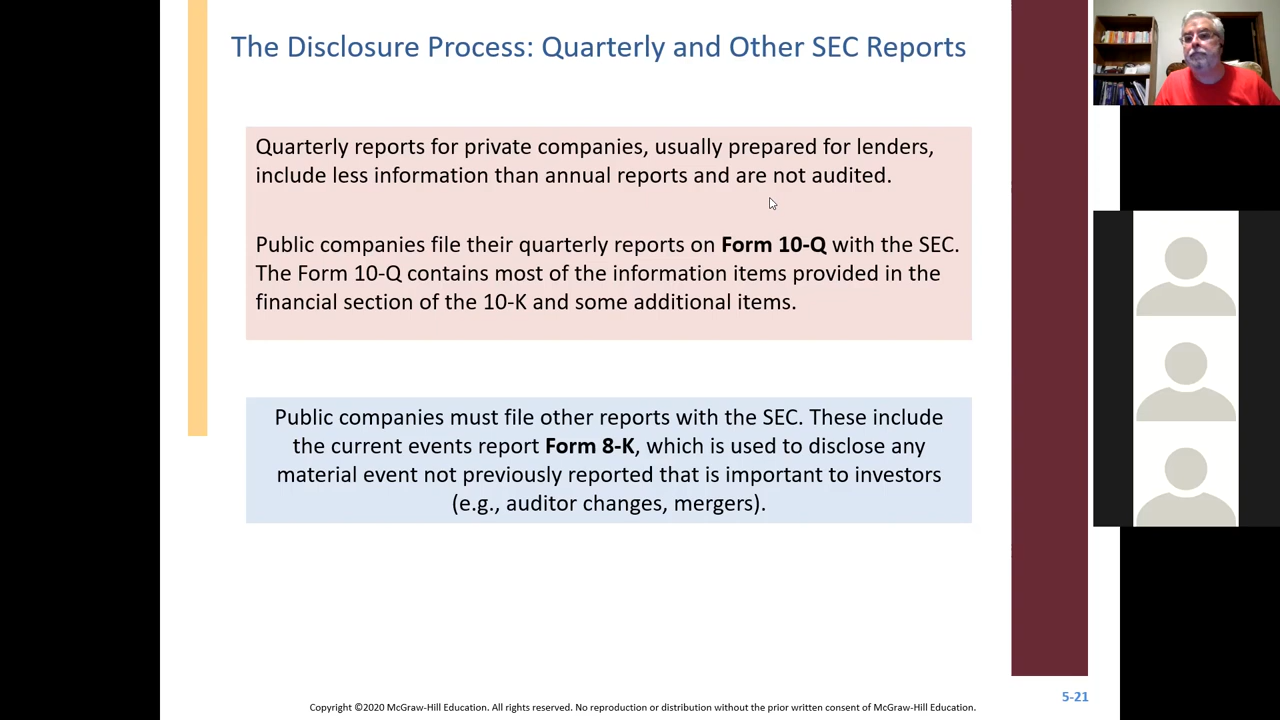 The Disclosure Process: Quarterly and Other SEC Reports
Quarterly reports for private companies, usually prepared for lenders,
include less information than annual reports and are not audited.
Public companies file their quarterly reports on Form 10-Q with the SEC.
The Form 10-Q contains most of the information items provided in the
financial section of the 10-K and some additional items.
Public companies must file other reports with the SEC. These include
the current events report Form 8-K, which is used to disclose any
material event not previously reported that is important to investors
(e.g., auditor changes, mergers).
5-21
Copyright ©2020 McGraw-Hill Education. All rights reserved. No reproduction or distribution without the prior written consent of McGraw-Hill Education.